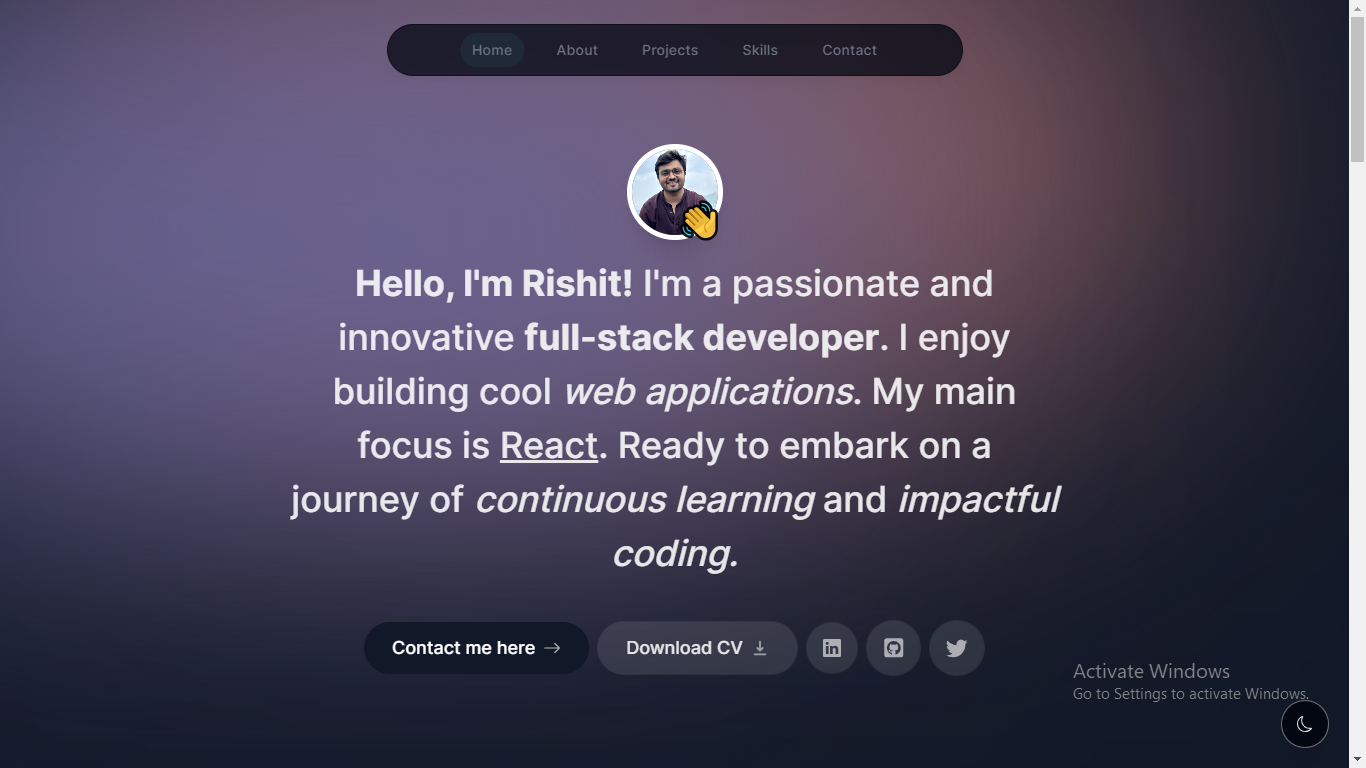 Home About Projects Skills Contact
Hello, I'm Rishit! I'm a passionate and
innovative full-stack developer. I enjoy
building cool web applications. My main
focus is React. Ready to embark on a
journey of continuous learning and impactful
coding.
Contact me here Download CV
Activate Windows
Go to Settings to activate Windows.